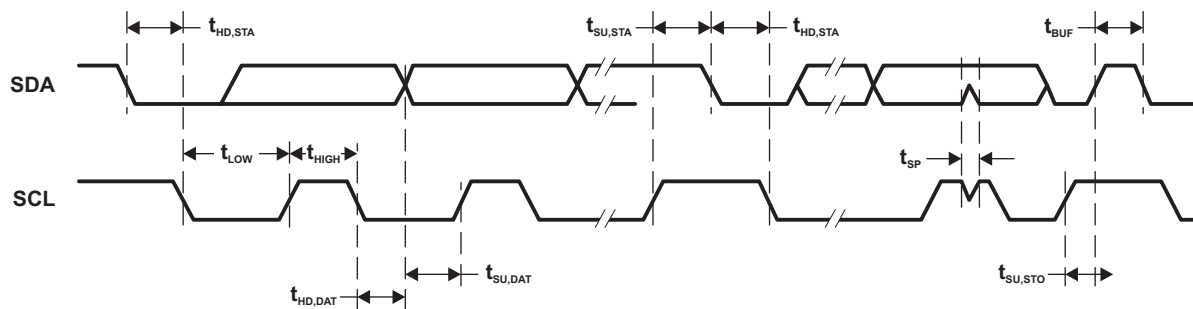 tHD,STA
tSU,STA
tHD,STA
tBUF
SDA
tLOW
tHIGH
tSP
SCL
tHD,DAT
tSU,DAT
tSU,STO